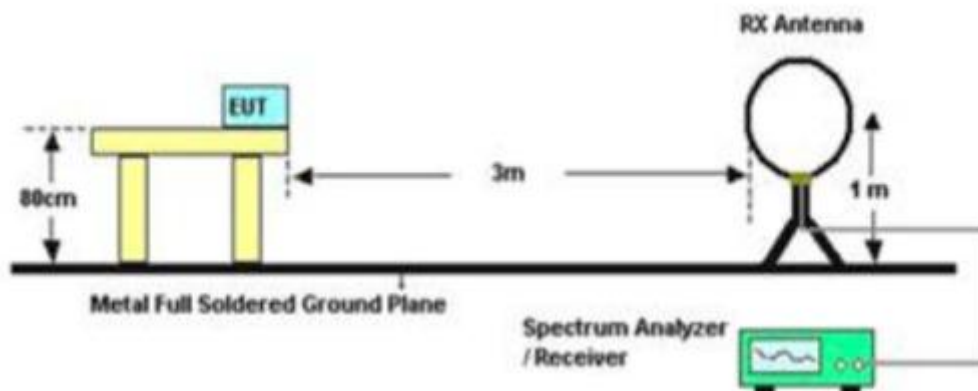 RX Antenna
EUT
80cm
3m
1 m
Metal Full Soldered Ground Plane
Spectrum Analyzer
/ Receiver